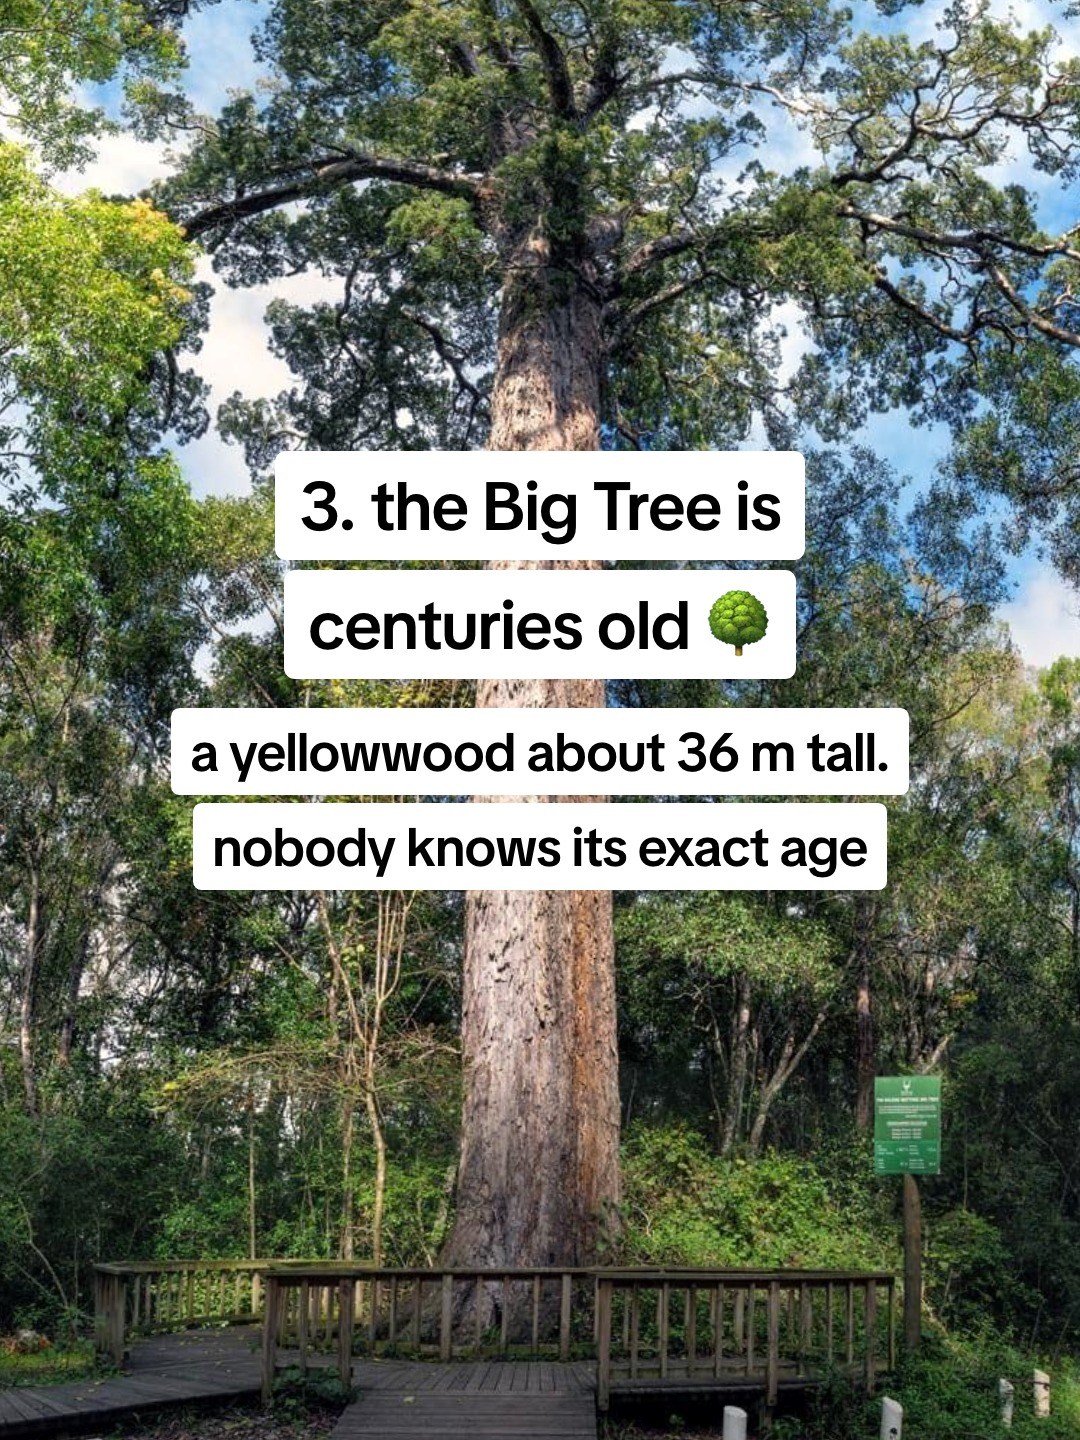 3. the Big Tree is
centuries old 🌳
a yellowwood about 36 m tall.
nobody knows its exact age